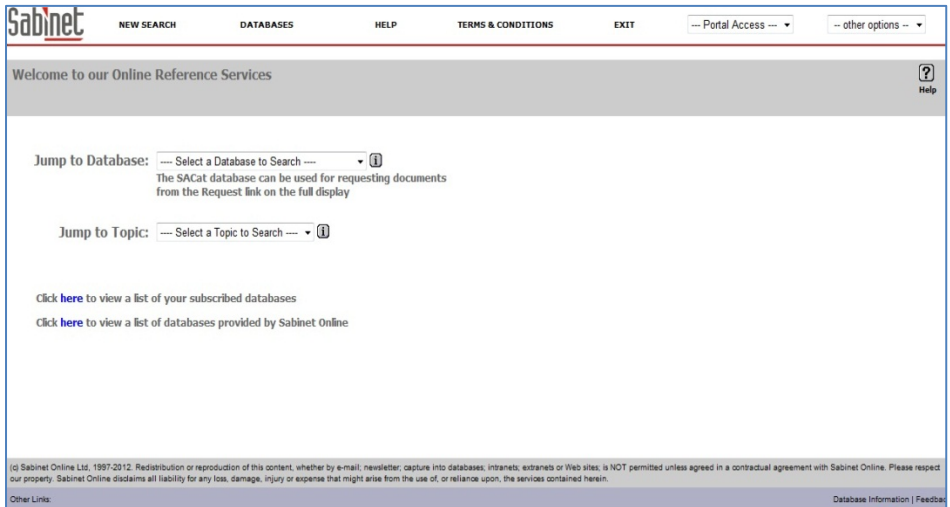 Sabinet NEW SEARCH DATABASES HELP TERMS & CONDITIONS EXIT --- Portal Access --- -- other options --
Welcome to our Online Reference Services ?
Help
Jump to Database: ---- Select a Database to Search ---- i
The SACat database can be used for requesting documents
from the Request link on the full display
Jump to Topic: ---- Select a Topic to Search ---- i
Click here to view a list of your subscribed databases
Click here to view a list of databases provided by Sabinet Online
(c) Sabinet Online Ltd, 1997-2012. Redistribution or reproduction of this content, whether by e-mail; newsletter; capture into databases; intranets; extranets or Web sites; is NOT permitted unless agreed in a contractual agreement with Sabinet Online. Please respect
our property. Sabinet Online disclaims all liability for any loss, damage, injury or expense that might arise from the use of, or reliance upon, the services contained herein.
Other Links: Database Information | Feedbac